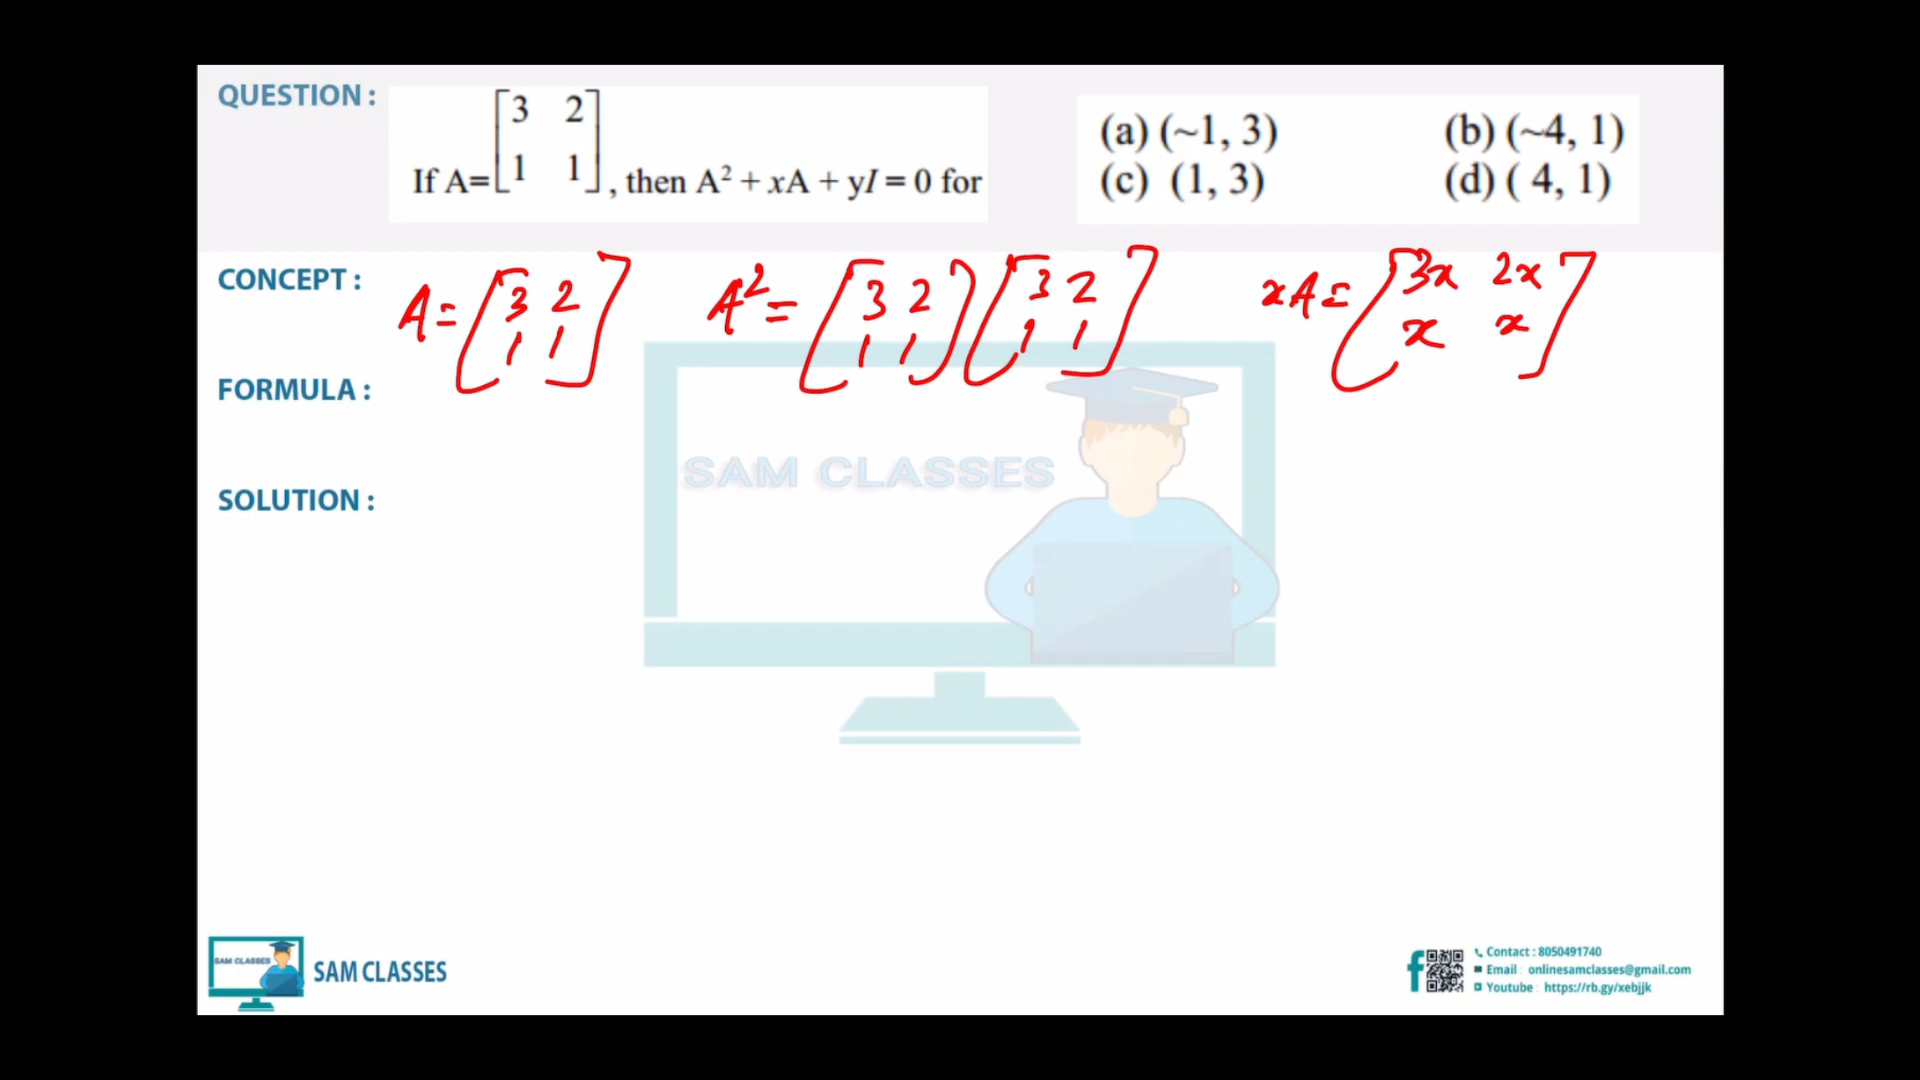 QUESTION :
If A=[3 2
1 1], then A² + xA + yI = 0 for
(a) (~1, 3) (b) (~4, 1)
(c) (1, 3) (d) ( 4, 1)
CONCEPT :
A = [3 2
1 1]
A² = [3 2
1 1] [3 2
1 1]
xA = [3x 2x
x x]
FORMULA :
SAM CLASSES
SOLUTION :
SAM CLASSES
SAM CLASSES
f
Contact : 8050491740
Email : onlinesamclasses@gmail.com
Youtube : https://rb.gy/xebjjk